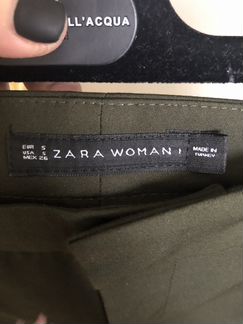 LL'ACQUA
EUR S
USA S
MEX 26
ZARA WOMAN
MADE IN
TURKEY